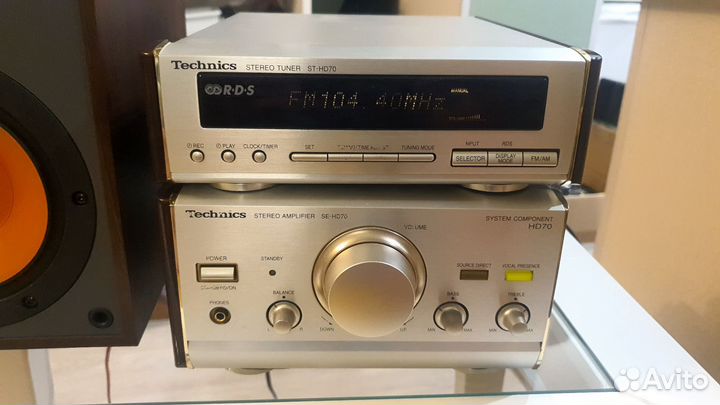 Technics STEREO TUNER ST-HD70
R·D·S
FM104.40MHz
MANUAL
REC PLAY CLOCK/TIMER SET TUNING MODE
INPUT RDS
SELECTOR DISPLAY MODE FM/AM
Technics STEREO AMPLIFIER SE-HD70
SYSTEM COMPONENT
HD70
VOLUME
POWER
STANDBY
SOURCE DIRECT VOCAL PRESENCE
PHONES
BALANCE
BASS TREBLE
L R DOWN UP MIN MAX MIN MAX
Avito